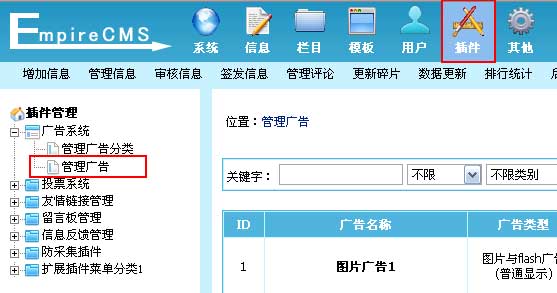 EmpireCMS
系统 信息 栏目 模板 用户 插件 其他
增加信息 管理信息 审核信息 签发信息 管理评论 更新碎片 数据更新 排行统计
插件管理
广告系统
管理广告分类
管理广告
投票系统
友情链接管理
留言板管理
信息反馈管理
防采集插件
扩展插件菜单分类1
位置：管理广告
关键字： 不限 不限类别
ID 广告名称 广告类型
1 图片广告1 图片与flash广
(普通显示)